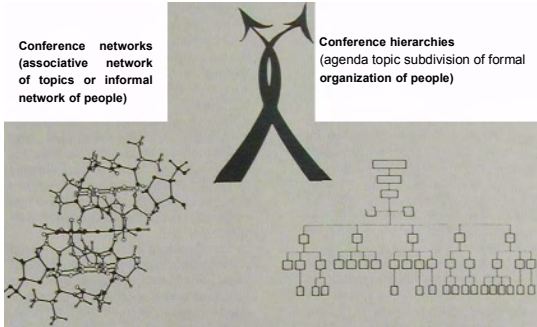 Conference networks
(associative network
of topics or informal
network of people)
Conference hierarchies
(agenda topic subdivision of formal
organization of people)